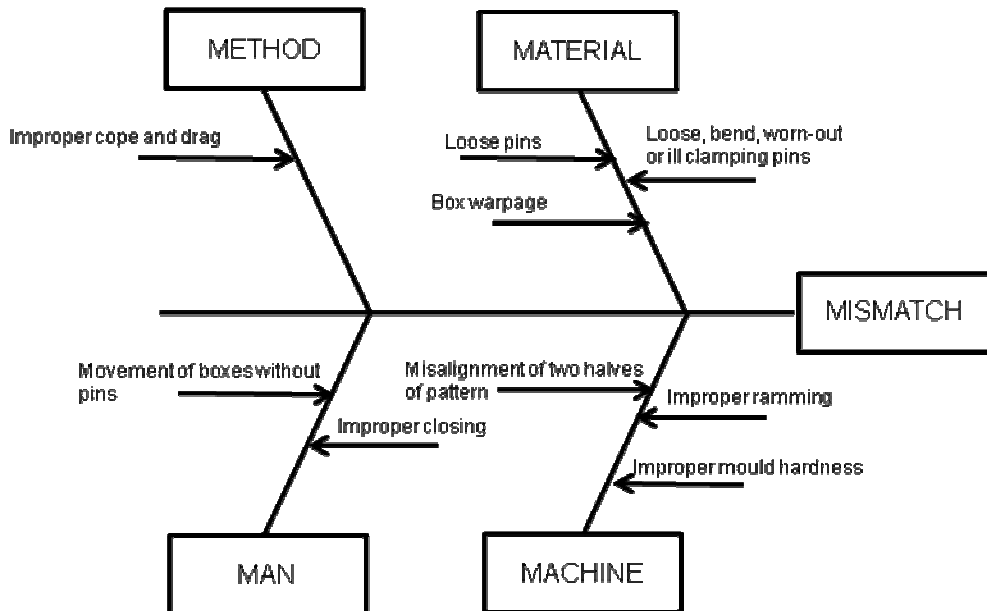 METHOD
MATERIAL
Improper cope and drag
Loose pins
Loose, bend, worn-out
or ill clamping pins
Box warpage
MISMATCH
Movement of boxes without
pins
Misalignment of two halves
of pattern
Improper ramming
Improper closing
Improper mould hardness
MAN
MACHINE